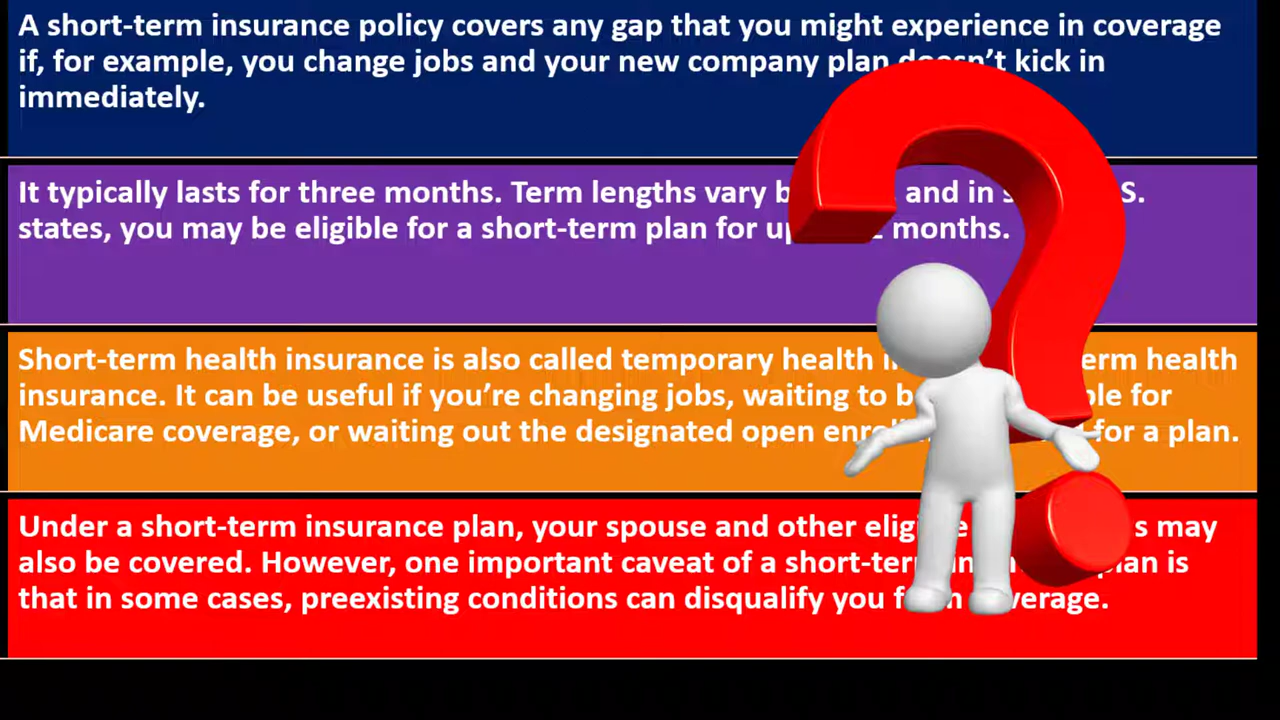 A short-term insurance policy covers any gap that you might experience in coverage
if, for example, you change jobs and your new company plan doesn’t kick in
immediately.
It typically lasts for three months. Term lengths vary and in S.
states, you may be eligible for a short-term plan for months.
Short-term health insurance is also called temporary health health
insurance. It can be useful if you’re changing jobs, waiting to for
Medicare coverage, or waiting out the designated open for a plan.
Under a short-term insurance plan, your spouse and other may
also be covered. However, one important caveat of a short-term plan is
that in some cases, preexisting conditions can disqualify you coverage.